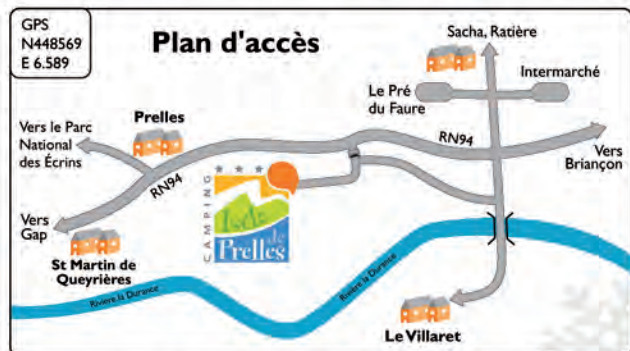 GPS
N448569
E 6.589
Plan d'accès
Sacha, Ratière
Le Pré
du Faure
Intermarché
Prelles
Vers le Parc
National
des Écrins
RN94
RN94
Vers
Briançon
CAMPING
Iscle
de
Prelles
Vers
Gap
St Martin de
Queyrières
Rivière la Durance
Rivière la Durance
Le Villaret